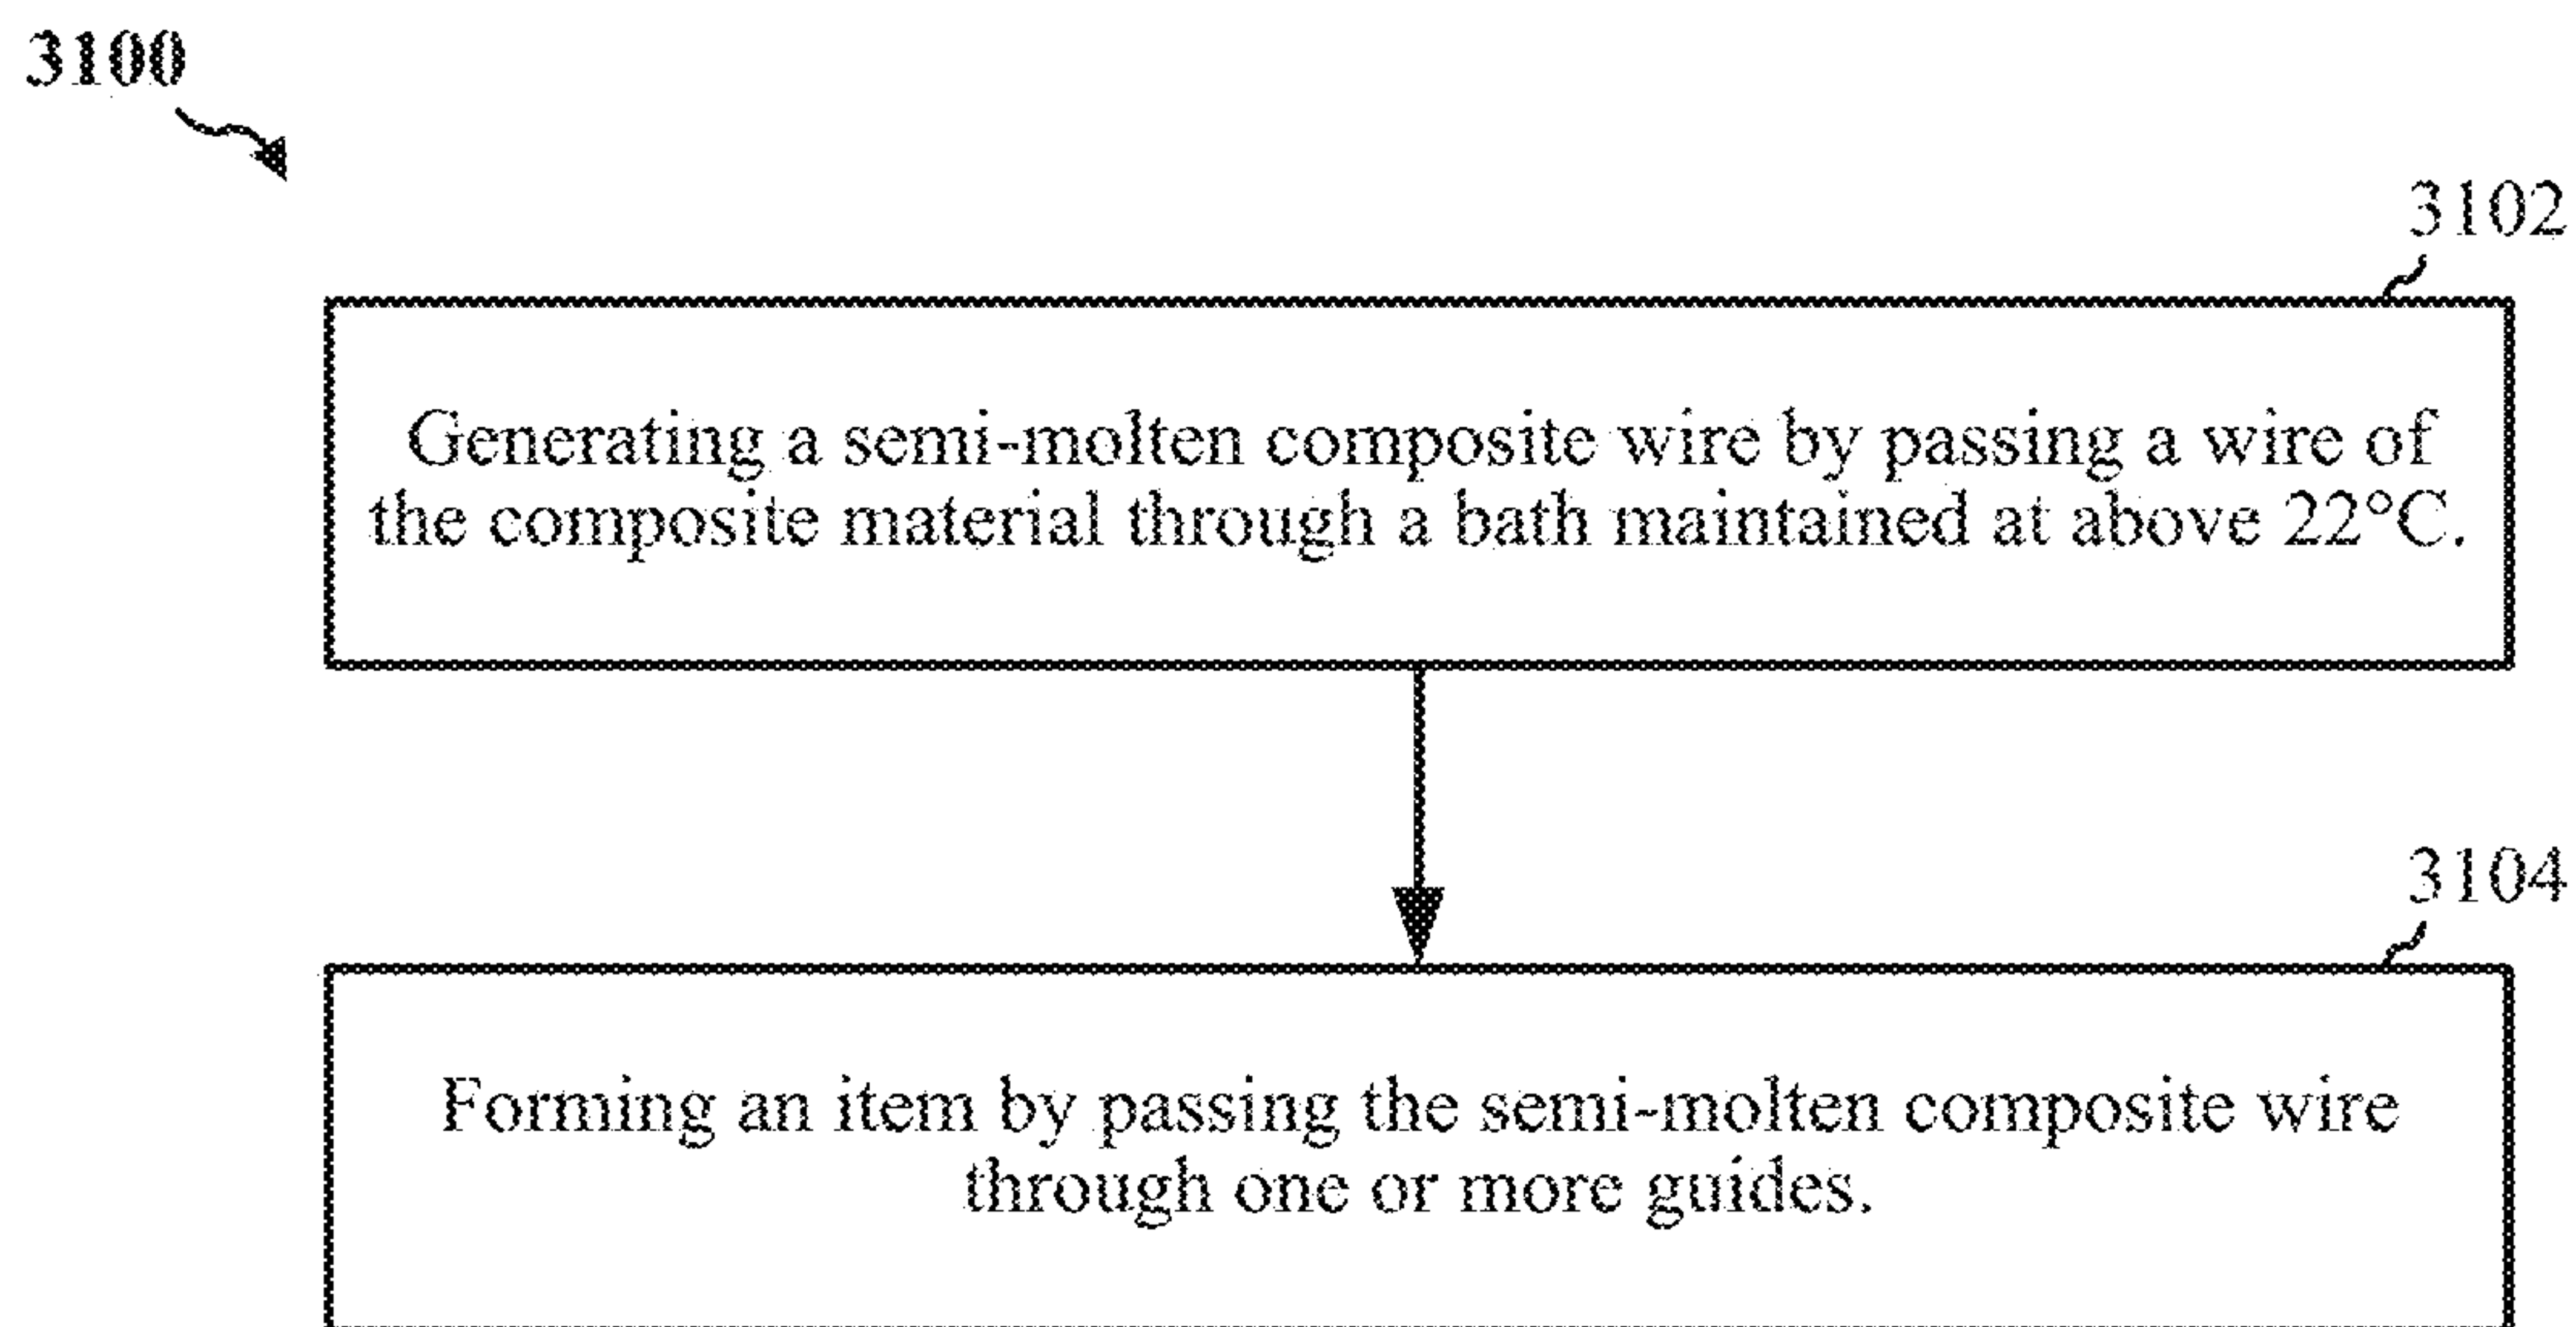 3100
3102
Generating a semi-molten composite wire by passing a wire of
the composite material through a bath maintained at above 22°C.
3104
Forming an item by passing the semi-molten composite wire
through one or more guides.